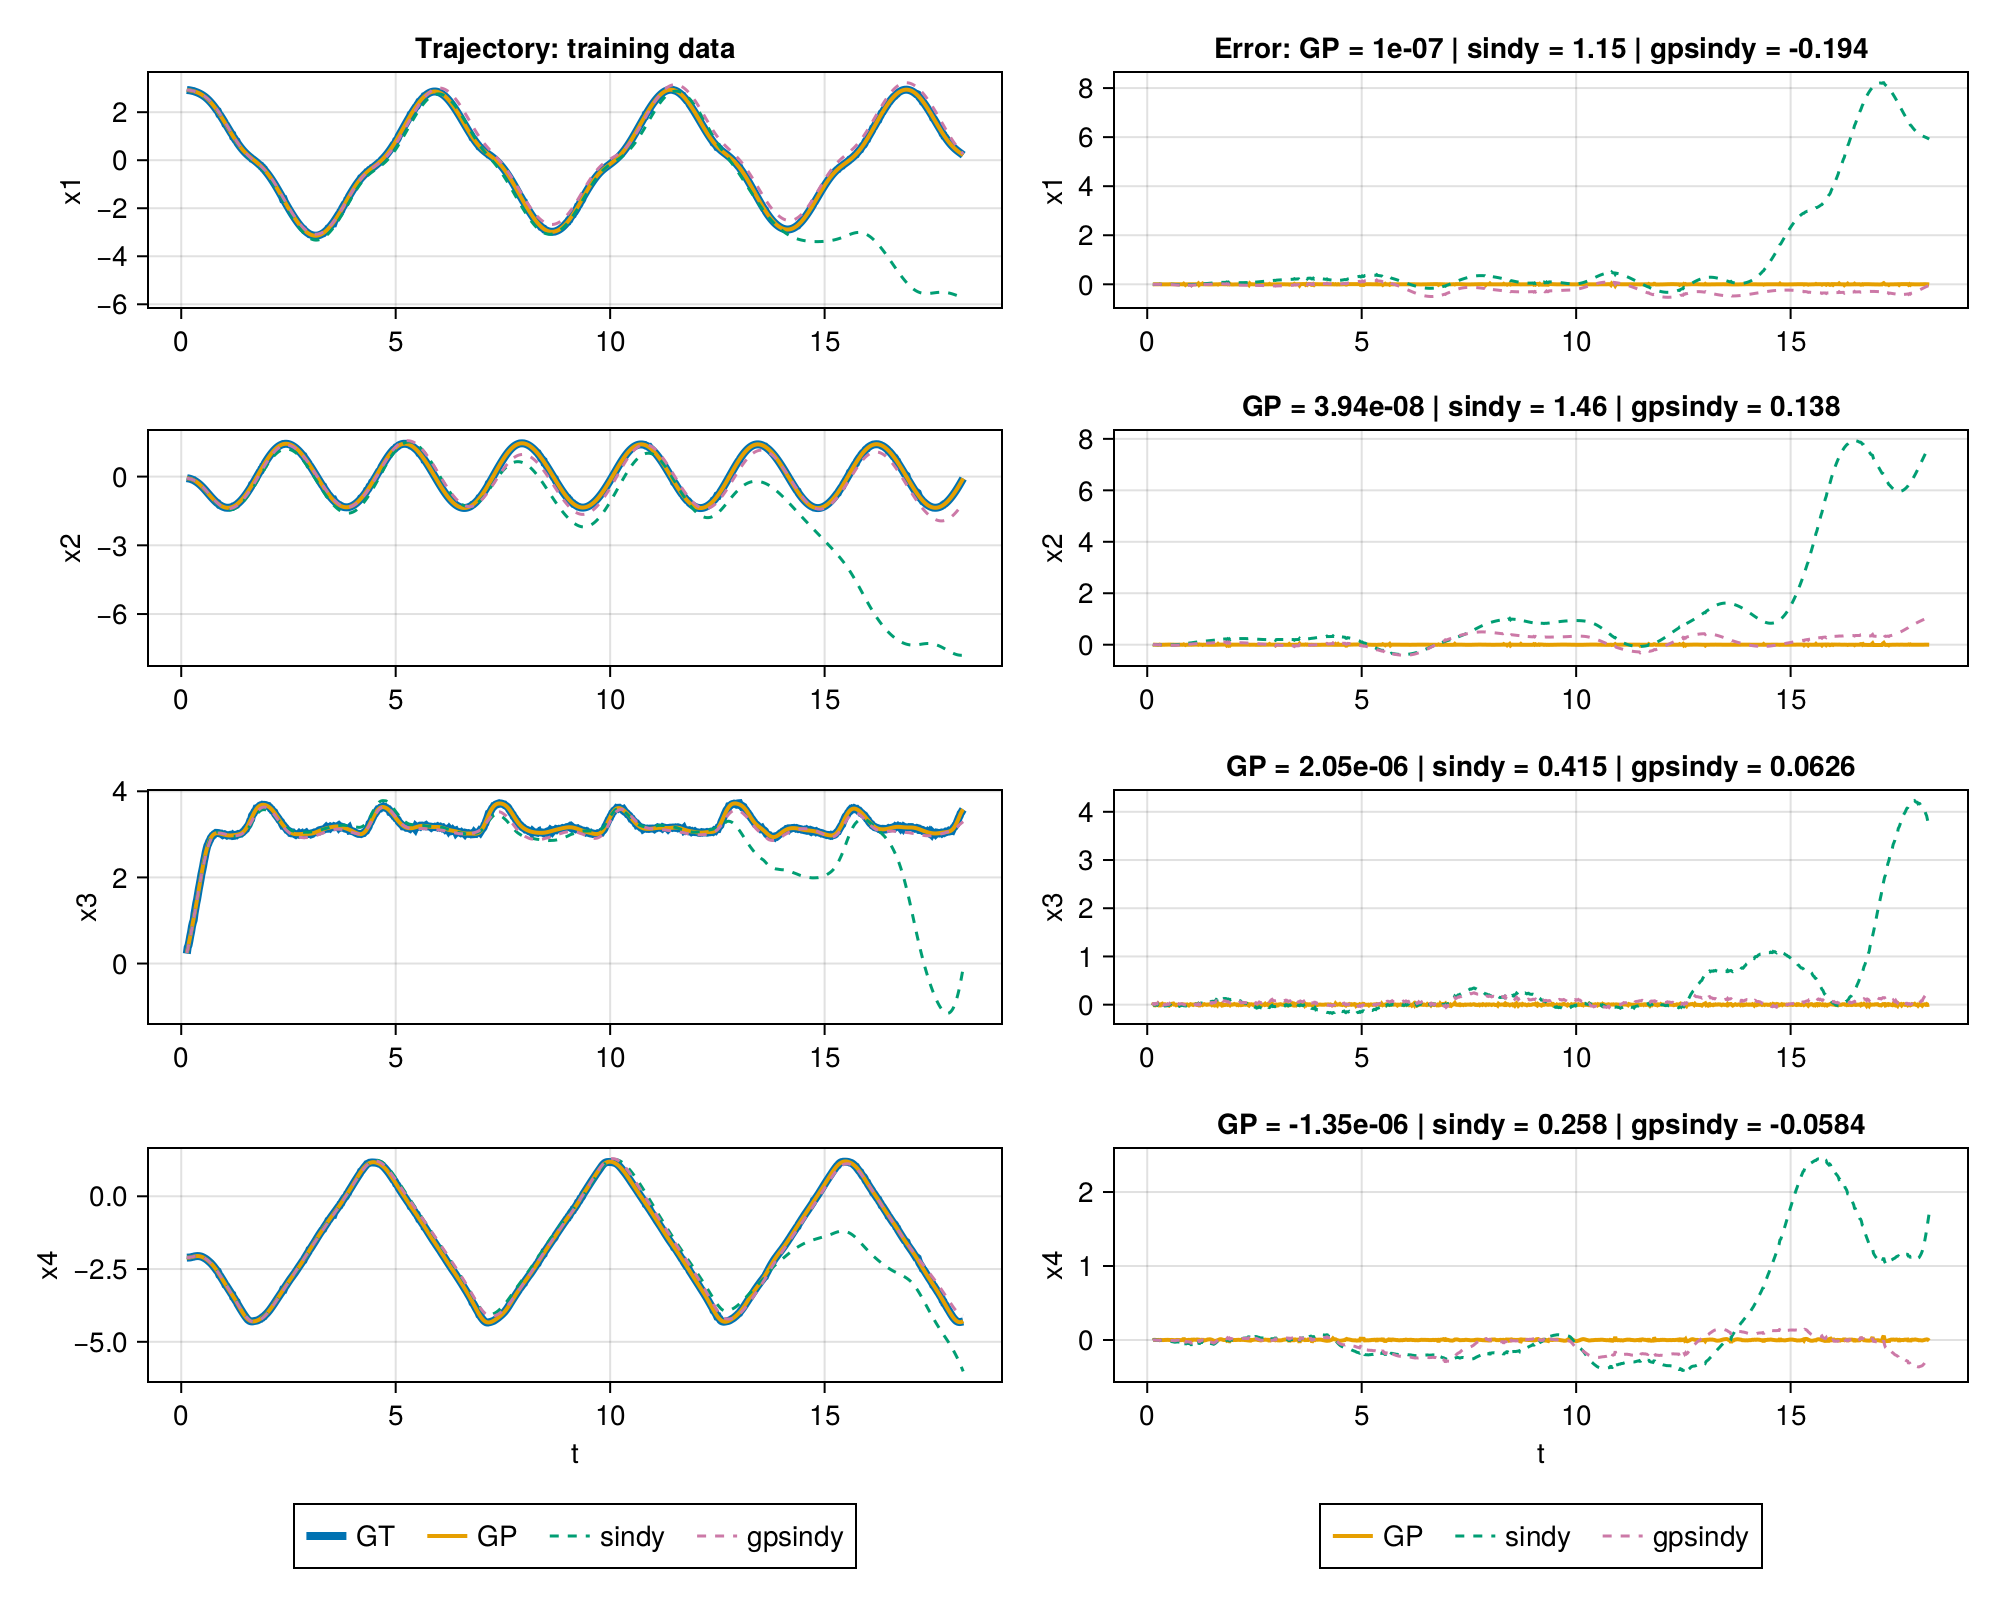 Trajectory: training data
2
0
−2
−4
−6
x1
0 5 10 15
Error: GP = 1e-07 | sindy = 1.15 | gpsindy = -0.194
8
6
4
2
0
x1
0 5 10 15
0
−3
−6
x2
0 5 10 15
GP = 3.94e-08 | sindy = 1.46 | gpsindy = 0.138
8
6
4
2
0
x2
0 5 10 15
4
2
0
x3
0 5 10 15
GP = 2.05e-06 | sindy = 0.415 | gpsindy = 0.0626
4
3
2
1
0
x3
0 5 10 15
0.0
−2.5
−5.0
x4
0 5 10 15
t
GP = -1.35e-06 | sindy = 0.258 | gpsindy = -0.0584
2
1
0
x4
0 5 10 15
t
GT GP sindy gpsindy
GP sindy gpsindy